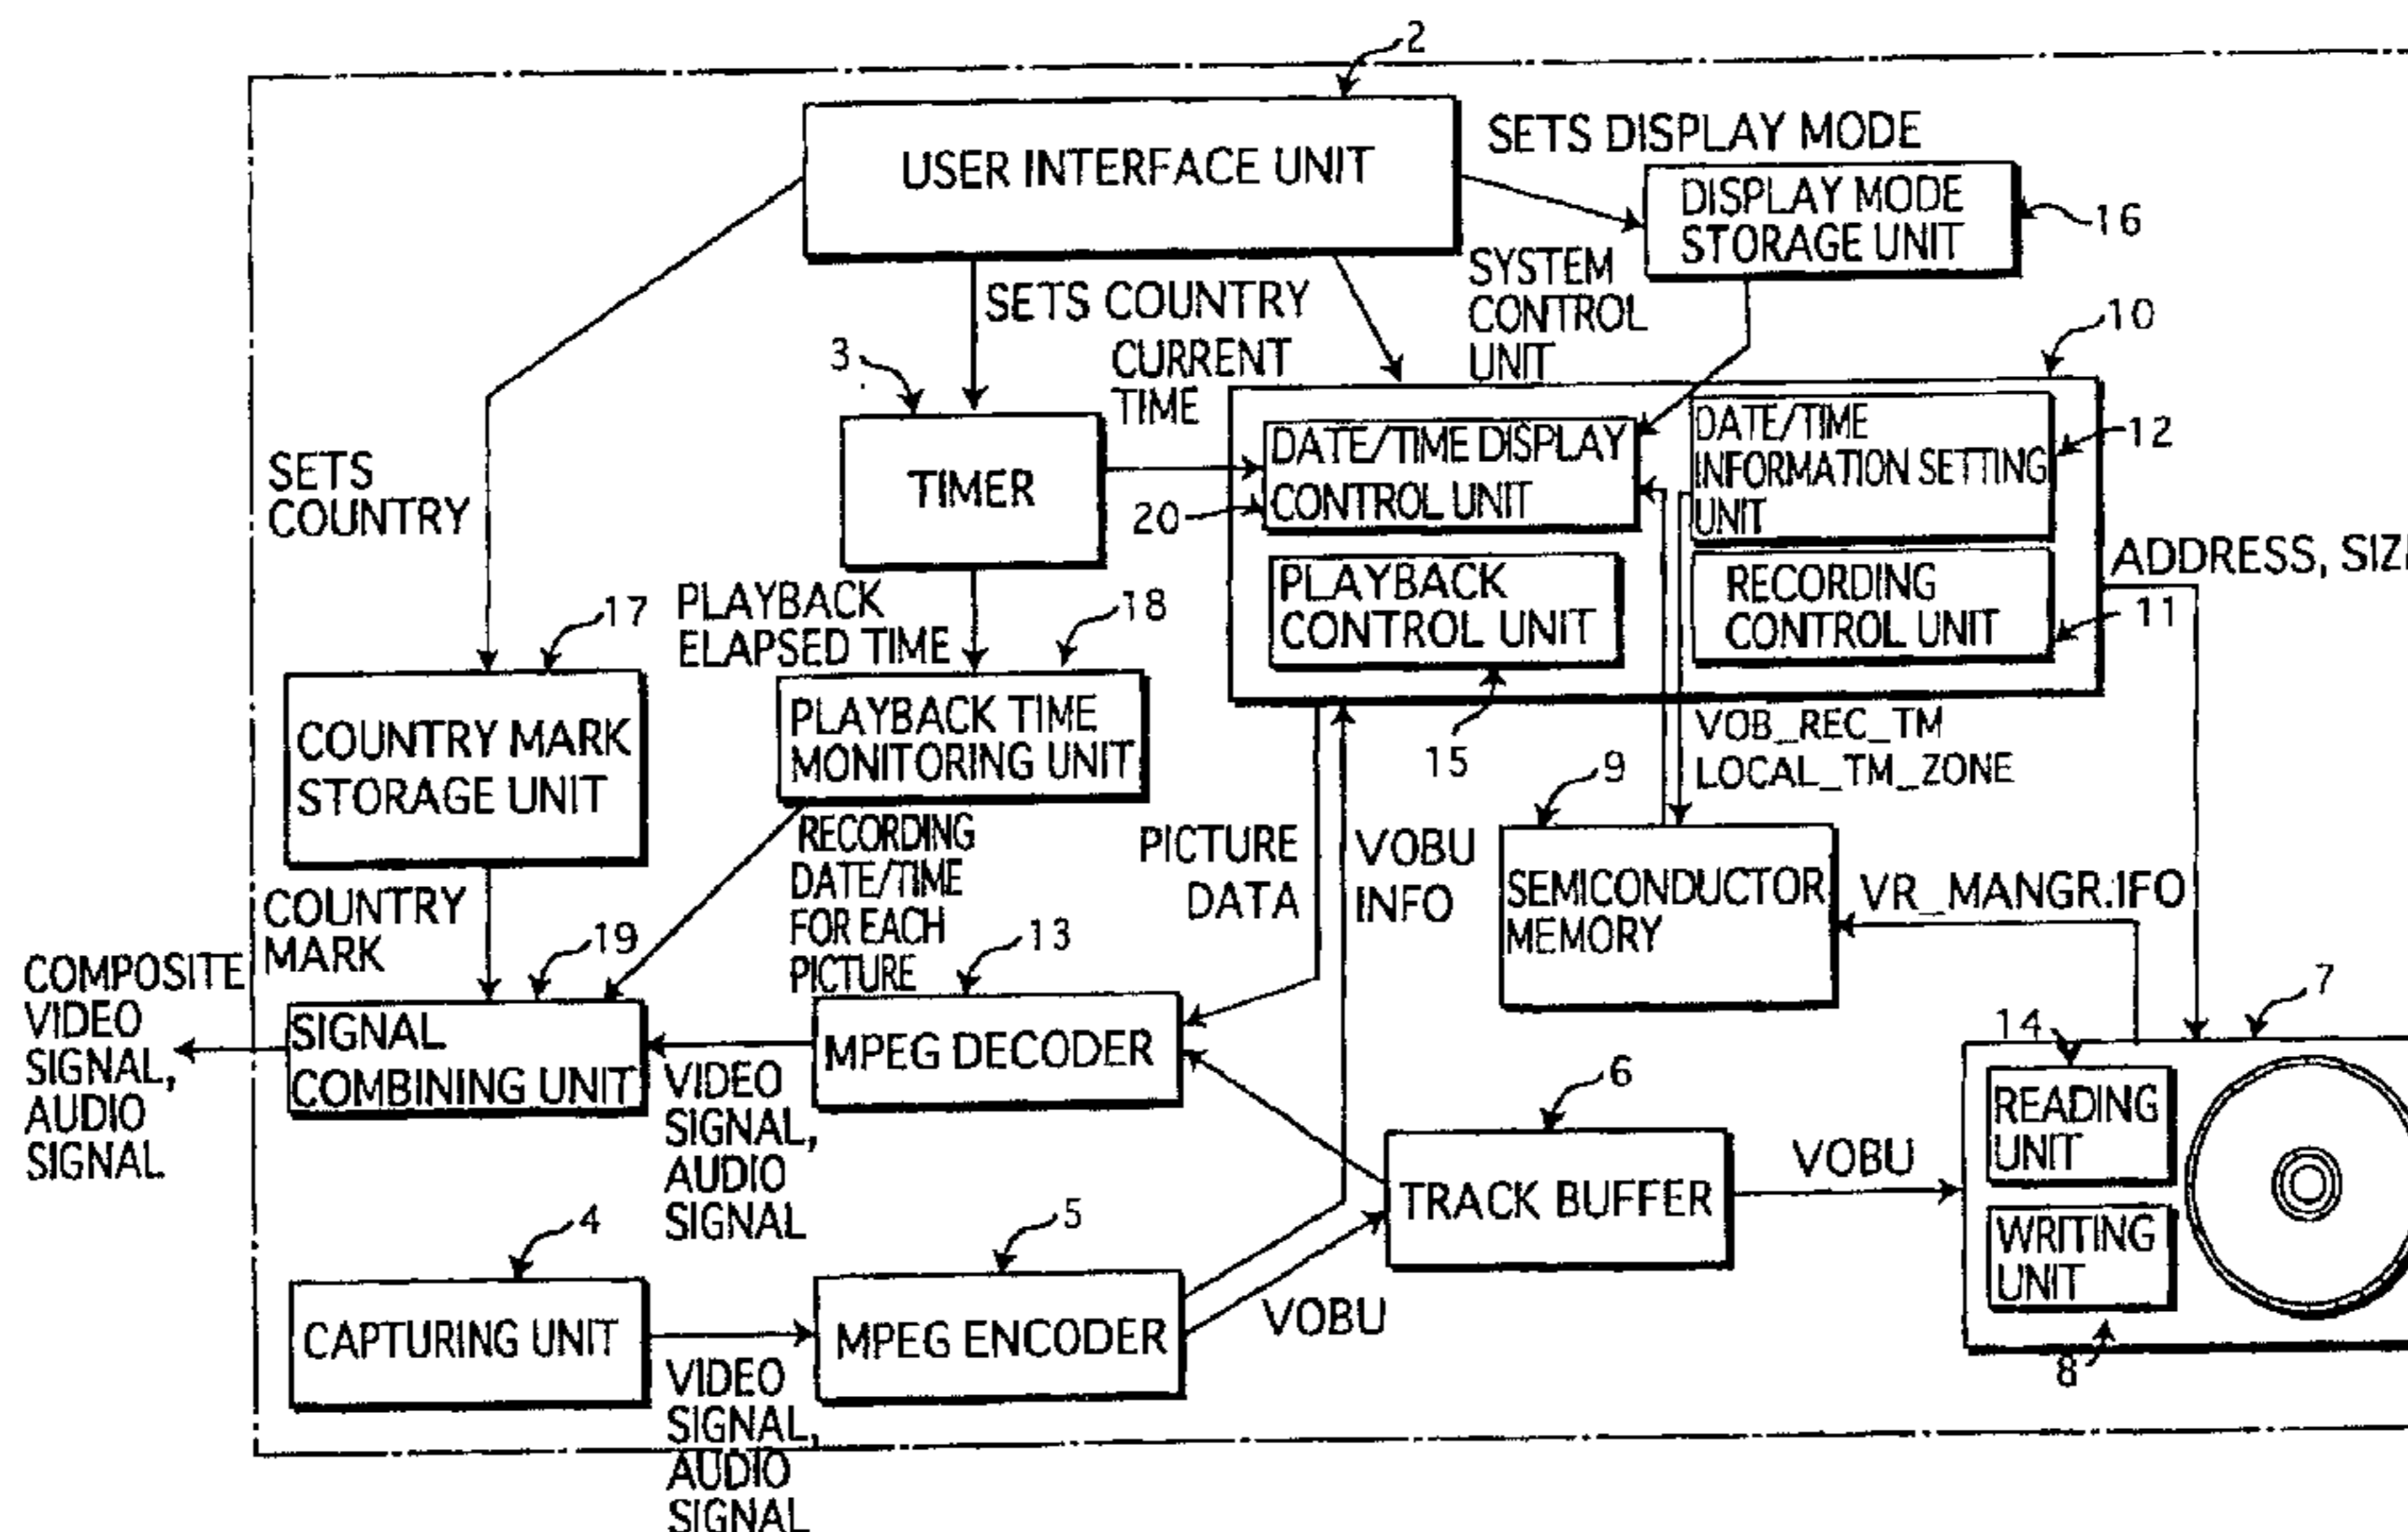 2
USER INTERFACE UNIT
SETS DISPLAY MODE
DISPLAY MODE
STORAGE UNIT
16
SETS COUNTRY
SYSTEM
CONTROL
UNIT
10
3
CURRENT
TIME
TIMER
DATE/TIME DISPLAY
CONTROL UNIT
20
DATE/TIME
INFORMATION SETTING
UNIT
12
SETS
COUNTRY
PLAYBACK
CONTROL UNIT
15
RECORDING
CONTROL UNIT
11
ADDRESS,
17
PLAYBACK
ELAPSED TIME
18
COUNTRY MARK
STORAGE UNIT
PLAYBACK TIME
MONITORING UNIT
VOB_REC_TM
LOCAL_TM_ZONE
9
RECORDING
DATE/TIME
FOR EACH
PICTURE
PICTURE
DATA
VOBU
INFO
SEMICONDUCTOR
MEMORY
VR_MANGR.IFO
COUNTRY
MARK
19
13
7
14
COMPOSITE
VIDEO
SIGNAL,
AUDIO
SIGNAL
SIGNAL
COMBINING UNIT
VIDEO
SIGNAL,
AUDIO
SIGNAL
MPEG DECODER
6
READING
UNIT
TRACK BUFFER
VOBU
WRITING
UNIT
8
4
5
CAPTURING UNIT
VIDEO
SIGNAL,
AUDIO
SIGNAL
MPEG ENCODER
VOBU